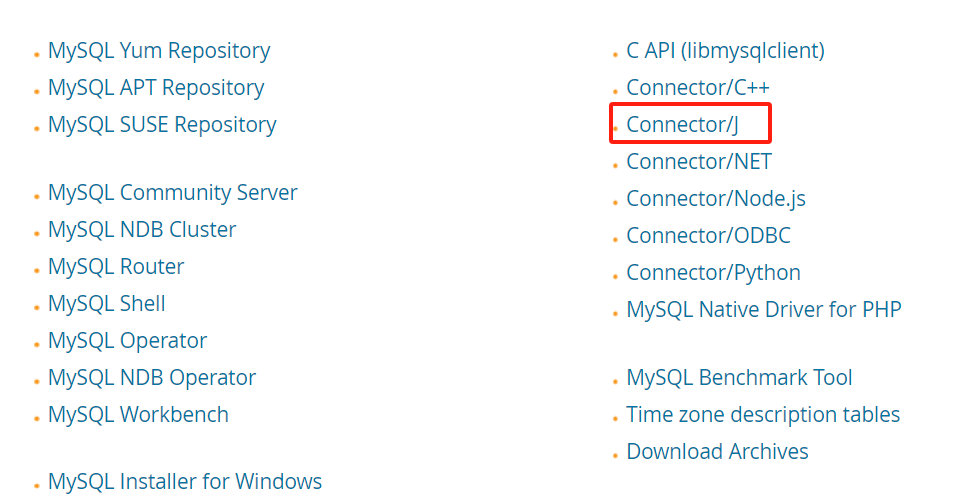 MySQL Yum Repository
MySQL APT Repository
MySQL SUSE Repository
MySQL Community Server
MySQL NDB Cluster
MySQL Router
MySQL Shell
MySQL Operator
MySQL NDB Operator
MySQL Workbench
MySQL Installer for Windows
C API (libmysqlclient)
Connector/C++
Connector/J
Connector/NET
Connector/Node.js
Connector/ODBC
Connector/Python
MySQL Native Driver for PHP
MySQL Benchmark Tool
Time zone description tables
Download Archives